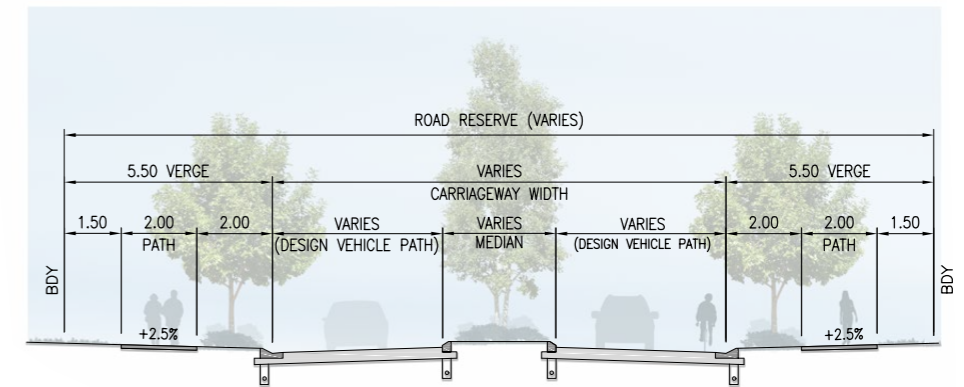 ROAD RESERVE (VARIES)
5.50 VERGE
VARIES
CARRIAGEWAY WIDTH
5.50 VERGE
1.50
2.00
PATH
2.00
VARIES
(DESIGN VEHICLE PATH)
VARIES
MEDIAN
VARIES
(DESIGN VEHICLE PATH)
2.00
2.00
PATH
1.50
BDY
BDY
+2.5%
+2.5%